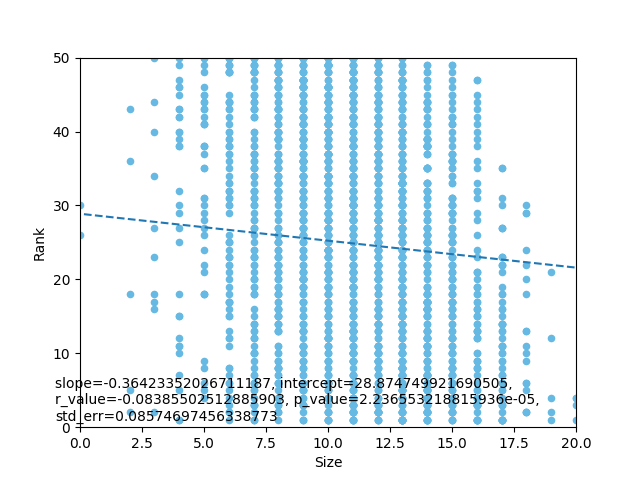 50
40
30
20
10
0
Rank
slope=-0.36423352026711187, intercept=28.874749921690505,
r_value=-0.08385502512885903, p_value=2.236553218815936e-05,
std_err=0.08574697456338773
0.0 2.5 5.0 7.5 10.0 12.5 15.0 17.5 20.0
Size